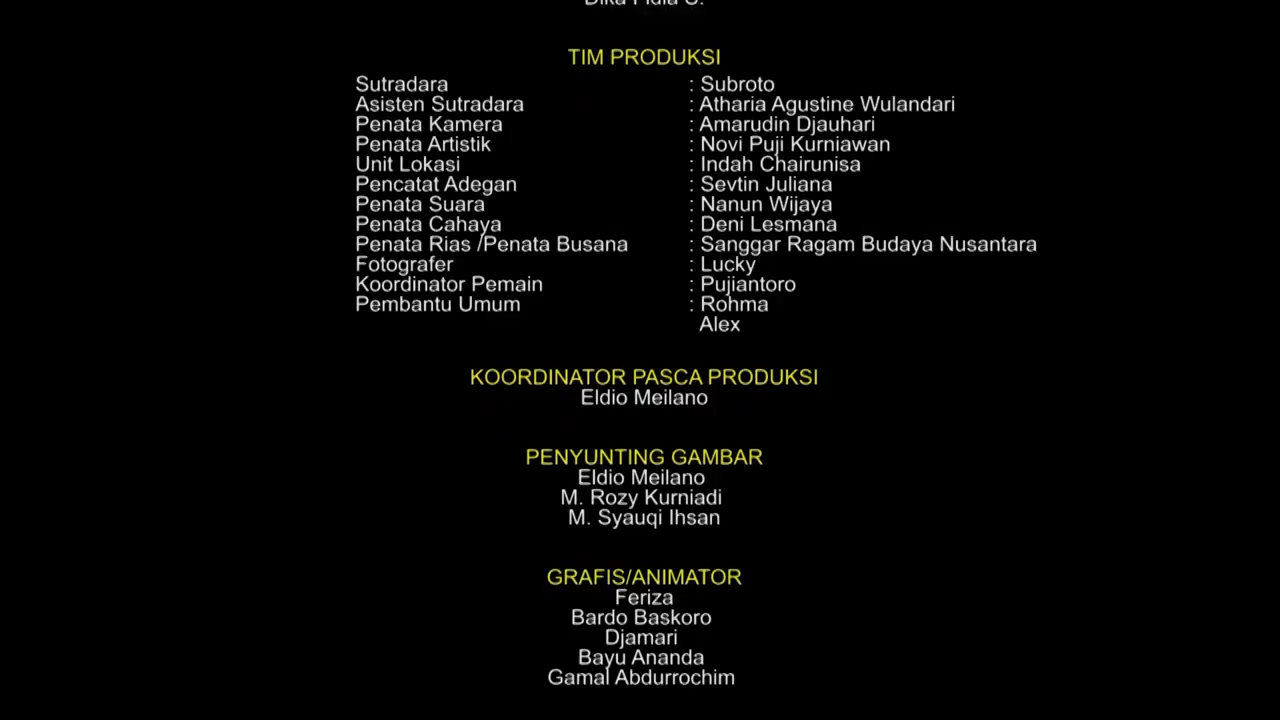 TIM PRODUKSI
Sutradara : Subroto
Asisten Sutradara : Atharia Agustine Wulandari
Penata Kamera : Amarudin Djauhari
Penata Artistik : Novi Puji Kurniawan
Unit Lokasi : Indah Chairunisa
Pencatat Adegan : Sevtin Juliana
Penata Suara : Nanun Wijaya
Penata Cahaya : Deni Lesmana
Penata Rias /Penata Busana : Sanggar Ragam Budaya Nusantara
Fotografer : Lucky
Koordinator Pemain : Pujiantoro
Pembantu Umum : Rohma
Alex
KOORDINATOR PASCA PRODUKSI
Eldio Meilano
PENYUNTING GAMBAR
Eldio Meilano
M. Rozy Kurniadi
M. Syauqi Ihsan
GRAFIS/ANIMATOR
Feriza
Bardo Baskoro
Djamari
Bayu Ananda
Gamal Abdurrochim